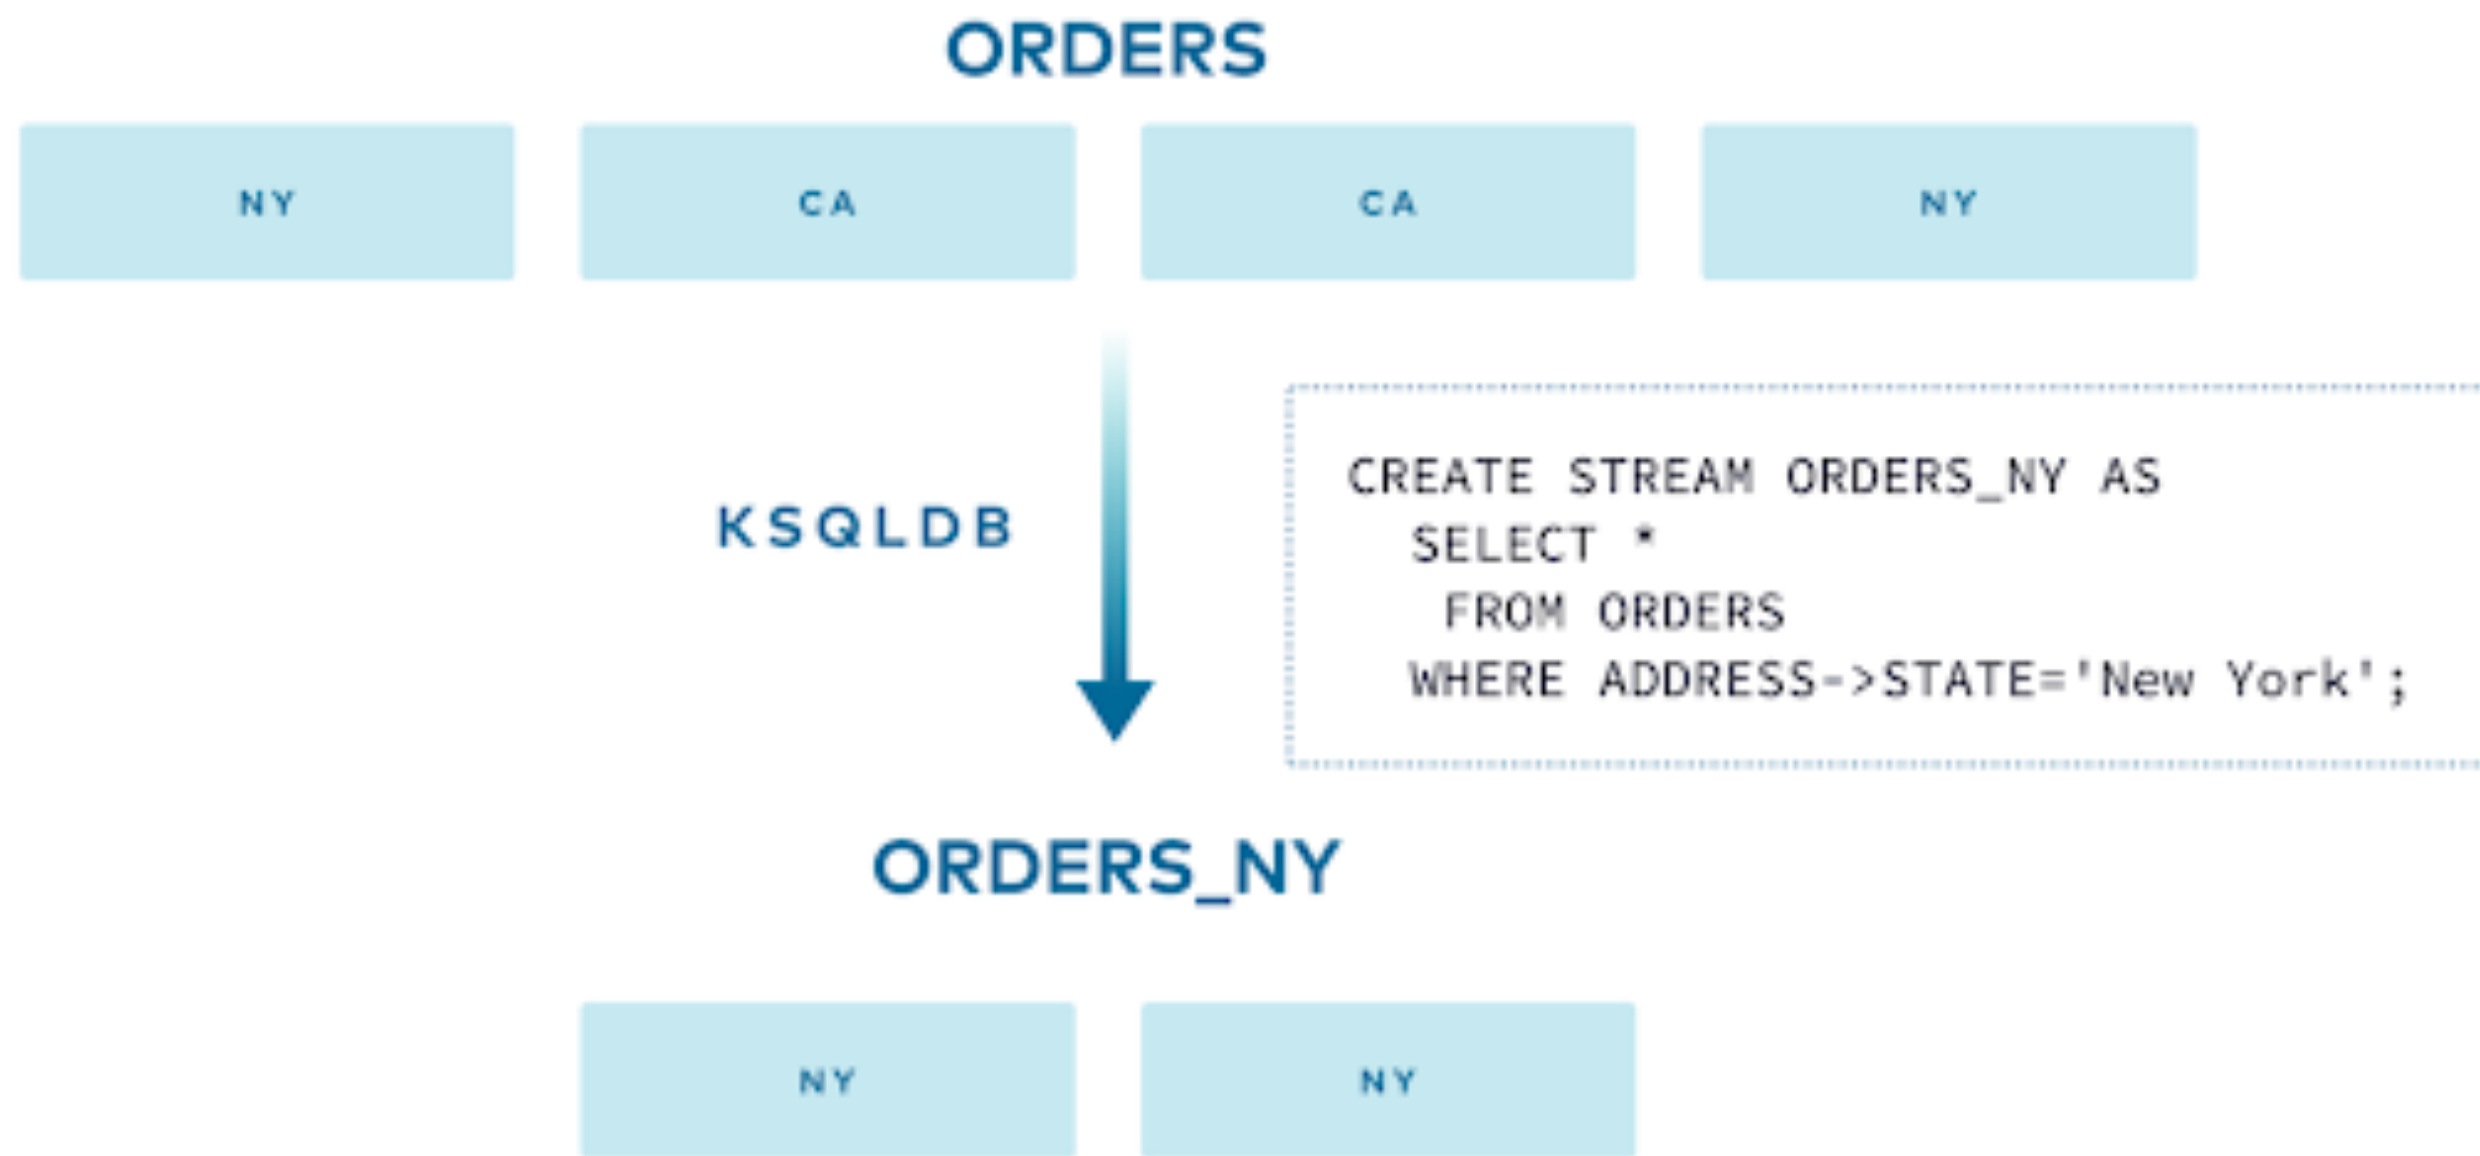 ORDERS
NY CA CA NY
CREATE STREAM ORDERS_NY AS
SELECT *
KSQLDB
FROM ORDERS
WHERE ADDRESS->STATE='New York';
ORDERS_NY
NY NY